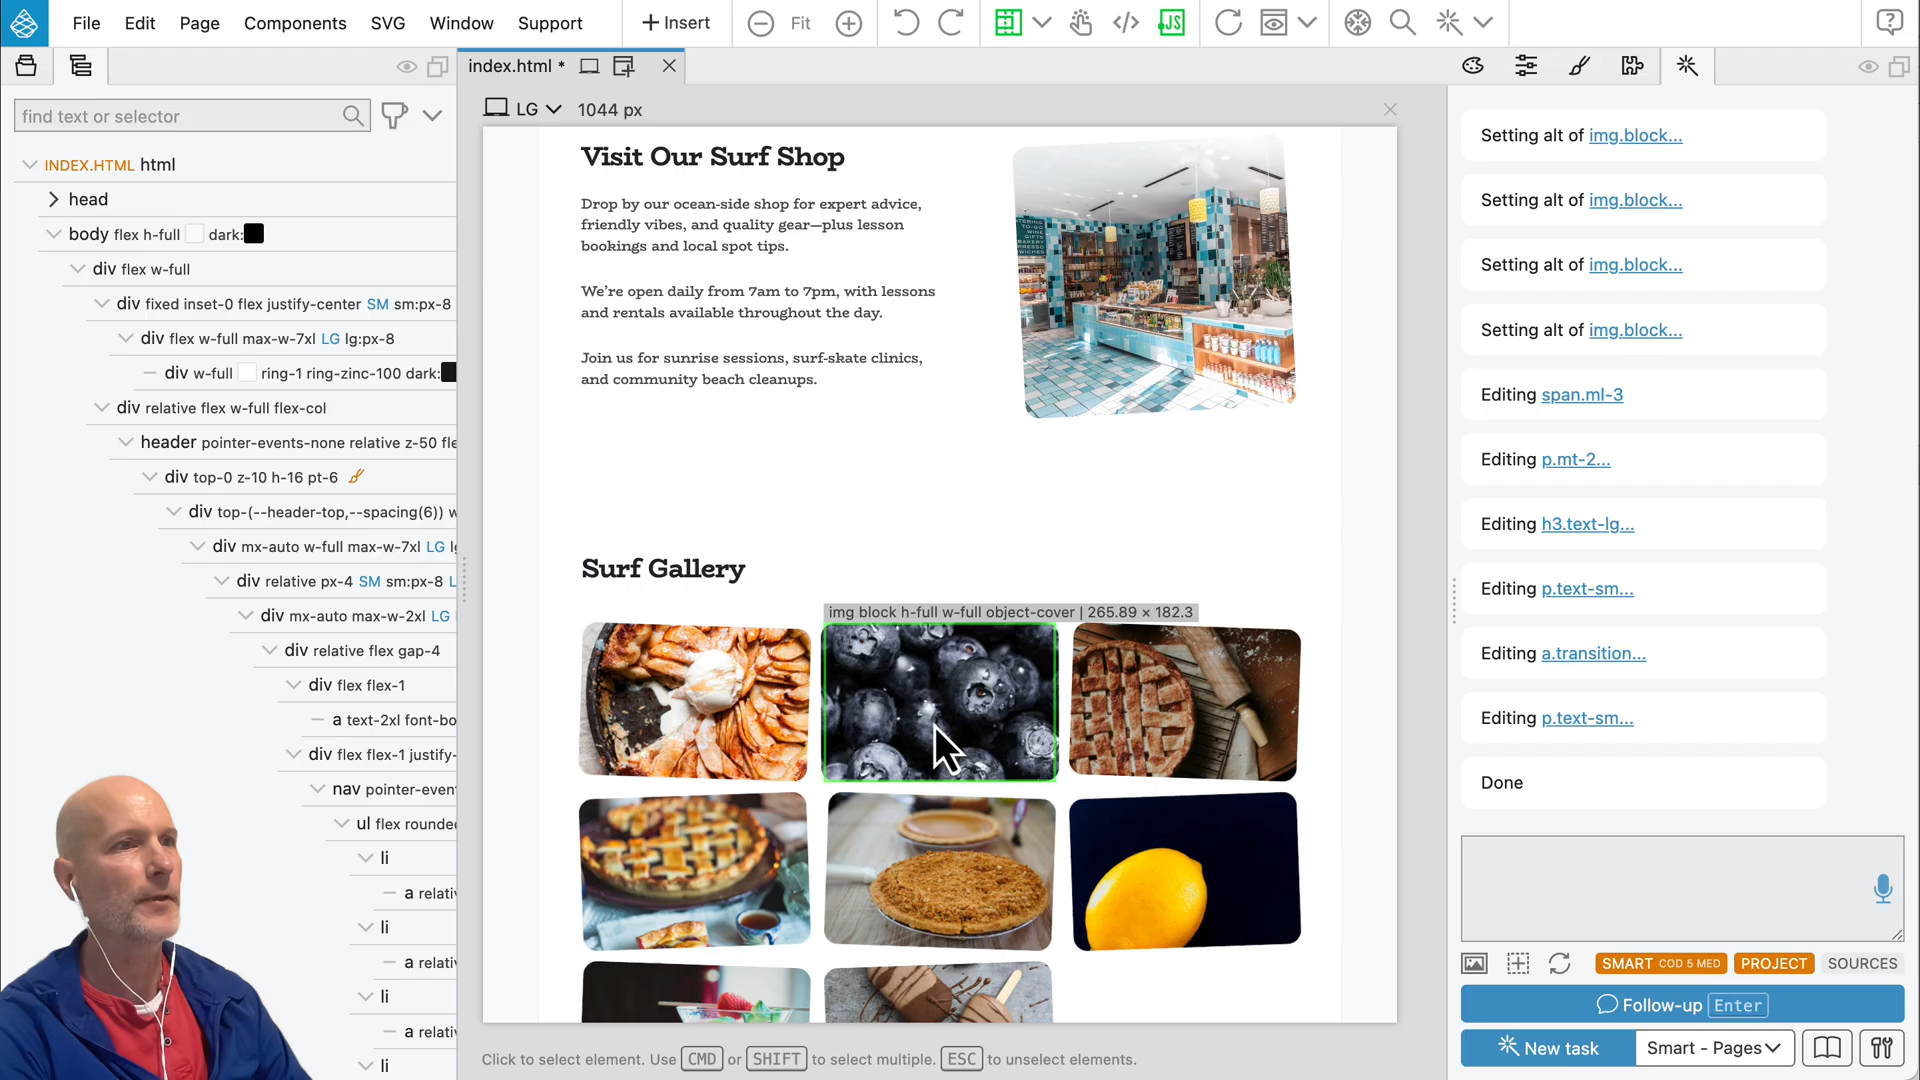 File Edit Page Components SVG Window Support
Insert
Fit
JS
index.html *
find text or selector
INDEX.HTML html
head
body flex h-full dark:
div flex w-full
div fixed inset-0 flex justify-center SM sm:px-8
div flex w-full max-w-7xl LG lg:px-8
div w-full ring-1 ring-zinc-100 dark:
div relative flex w-full flex-col
header pointer-events-none relative z-50 fle
div top-0 z-10 h-16 pt-6
div top-(--header-top,--spacing(6)) w
div mx-auto w-full max-w-7xl LG lg
div relative px-4 SM sm:px-8 L
div mx-auto max-w-2xl LG
div relative flex gap-4
div flex flex-1
a text-2xl font-bo
div flex flex-1 justify-
nav pointer-even
ul flex rounde
li
a relativ
li
a relativ
li
a relativ
li
LG 1044 px
Visit Our Surf Shop
Drop by our ocean-side shop for expert advice,
friendly vibes, and quality gear—plus lesson
bookings and local spot tips.
We're open daily from 7am to 7pm, with lessons
and rentals available throughout the day.
Join us for sunrise sessions, surf-skate clinics,
and community beach cleanups.
Surf Gallery
img block h-full w-full object-cover | 265.89 × 182.3
Click to select element. Use CMD or SHIFT to select multiple. ESC to unselect elements.
Setting alt of img.block...
Setting alt of img.block...
Setting alt of img.block...
Setting alt of img.block...
Editing span.ml-3
Editing p.mt-2...
Editing h3.text-lg...
Editing p.text-sm...
Editing a.transition...
Editing p.text-sm...
Done
SMART COD 5 MED PROJECT SOURCES
Follow-up Enter
New task Smart - Pages